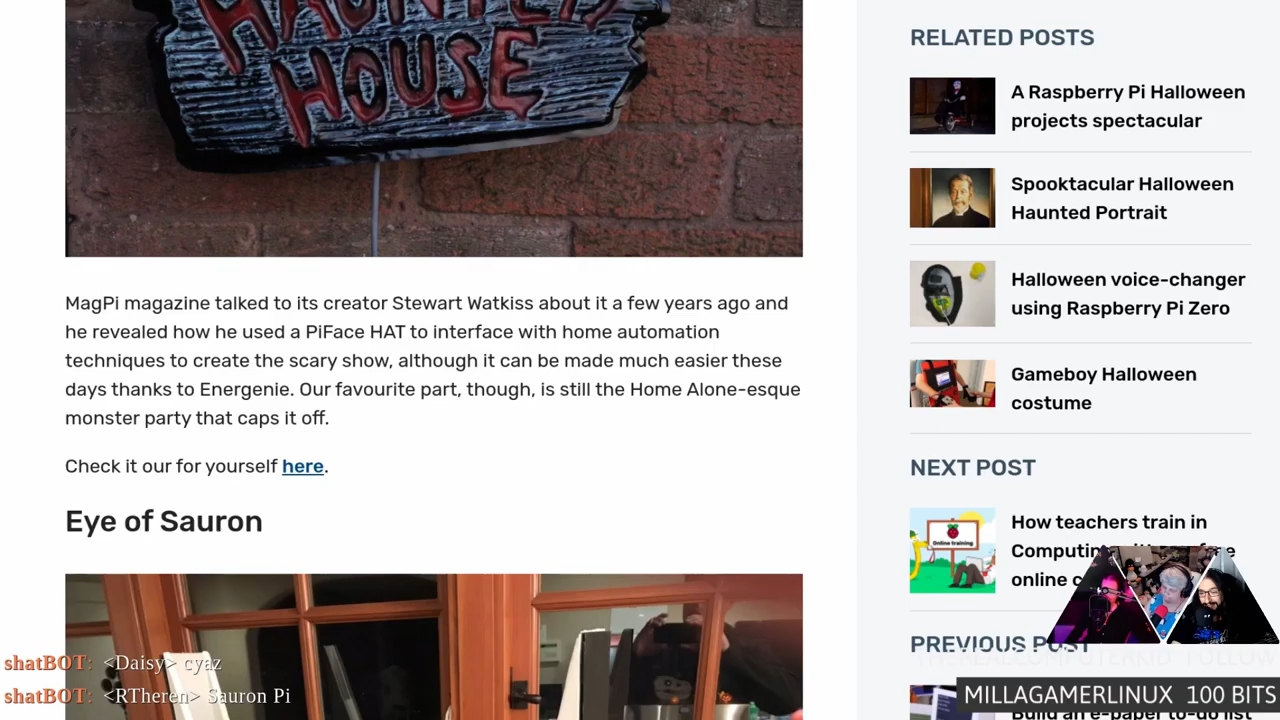 HAUNTED
HOUSE
MagPi magazine talked to its creator Stewart Watkiss about it a few years ago and
he revealed how he used a PiFace HAT to interface with home automation
techniques to create the scary show, although it can be made much easier these
days thanks to Energenie. Our favourite part, though, is still the Home Alone-esque
monster party that caps it off.
Check it our for yourself here.
Eye of Sauron
shatBOT: <Daisy> cyaz
shatBOT: <RTheren> Sauron Pi
RELATED POSTS
A Raspberry Pi Halloween
projects spectacular
Spooktacular Halloween
Haunted Portrait
Halloween voice-changer
using Raspberry Pi Zero
Gameboy Halloween
costume
NEXT POST
Online training
How teachers train in
Computing
online
PREVIOUS POST
THEREALCOMPUTERKID FOLLOW
MILLAGAMERLINUX 100 BITS
Build an e-paper to-do list